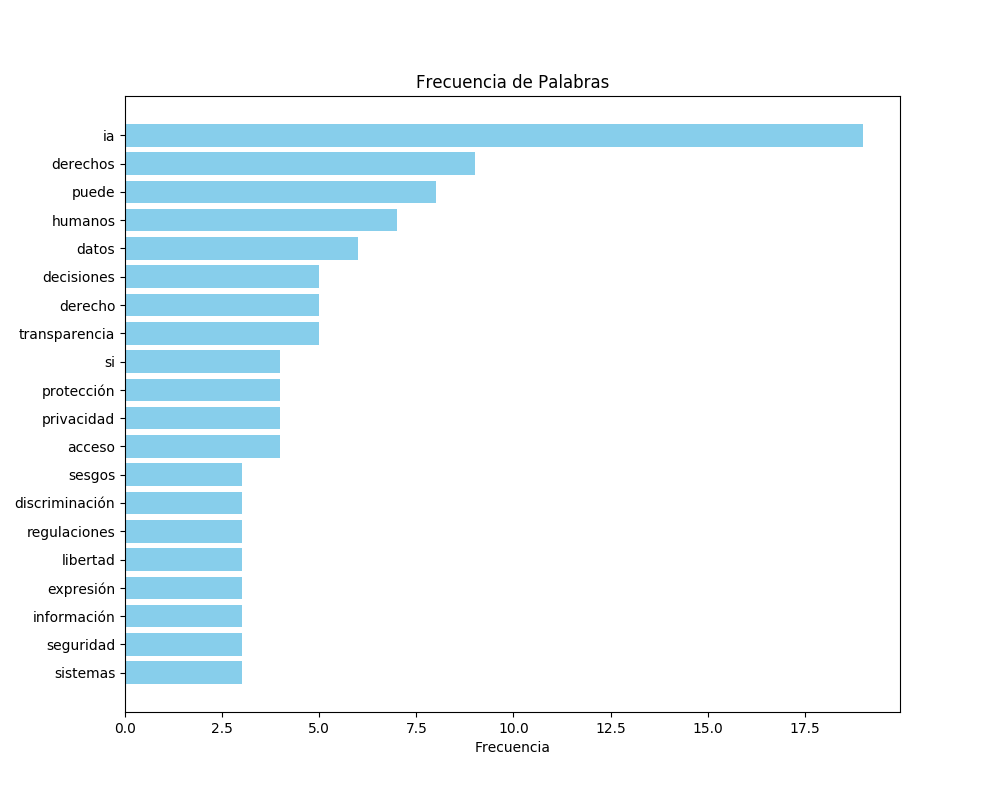 Frecuencia de Palabras
ia
derechos
puede
humanos
datos
decisiones
derecho
transparencia
si
protección
privacidad
acceso
sesgos
discriminación
regulaciones
libertad
expresión
información
seguridad
sistemas
0.0 2.5 5.0 7.5 10.0 12.5 15.0 17.5
Frecuencia